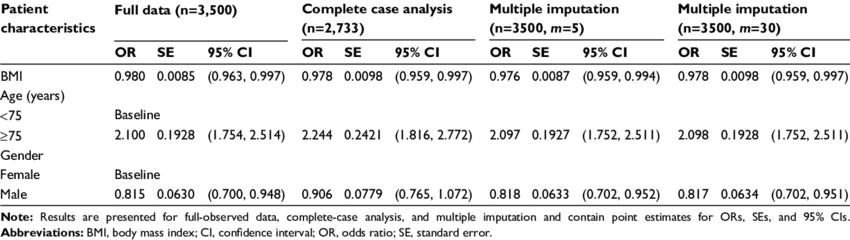 Patient characteristics Full data (n=3,500) Complete case analysis (n=2,733) Multiple imputation (n=3500, m=5) Multiple imputation (n=3500, m=30)
OR SE 95% CI OR SE 95% CI OR SE 95% CI OR SE 95% CI
BMI 0.980 0.0085 (0.963, 0.997) 0.978 0.0098 (0.959, 0.997) 0.976 0.0087 (0.959, 0.994) 0.978 0.0098 (0.959, 0.997)
Age (years)
<75 Baseline
≥75 2.100 0.1928 (1.754, 2.514) 2.244 0.2421 (1.816, 2.772) 2.097 0.1927 (1.752, 2.511) 2.098 0.1928 (1.752, 2.511)
Gender
Female Baseline
Male 0.815 0.0630 (0.700, 0.948) 0.906 0.0779 (0.765, 1.072) 0.818 0.0633 (0.702, 0.952) 0.817 0.0634 (0.702, 0.951)
Note: Results are presented for full-observed data, complete-case analysis, and multiple imputation and contain point estimates for ORs, SEs, and 95% CIs.
Abbreviations: BMI, body mass index; CI, confidence interval; OR, odds ratio; SE, standard error.